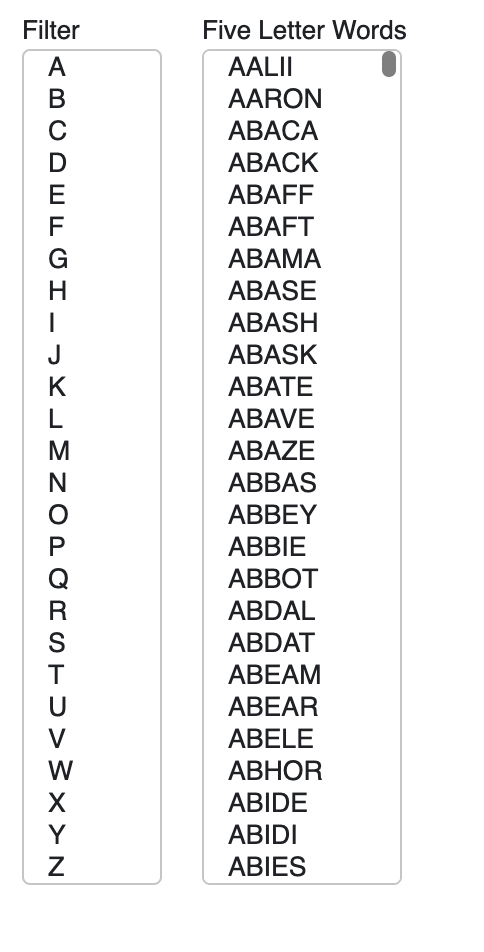 Filter
A
B
C
D
E
F
G
H
I
J
K
L
M
N
O
P
Q
R
S
T
U
V
W
X
Y
Z
Five Letter Words
AALII
AARON
ABACA
ABACK
ABAFF
ABAFT
ABAMA
ABASE
ABASH
ABASK
ABATE
ABAVE
ABAZE
ABBAS
ABBEY
ABBIE
ABBOT
ABDAL
ABDAT
ABEAM
ABEAR
ABELE
ABHOR
ABIDE
ABIDI
ABIES